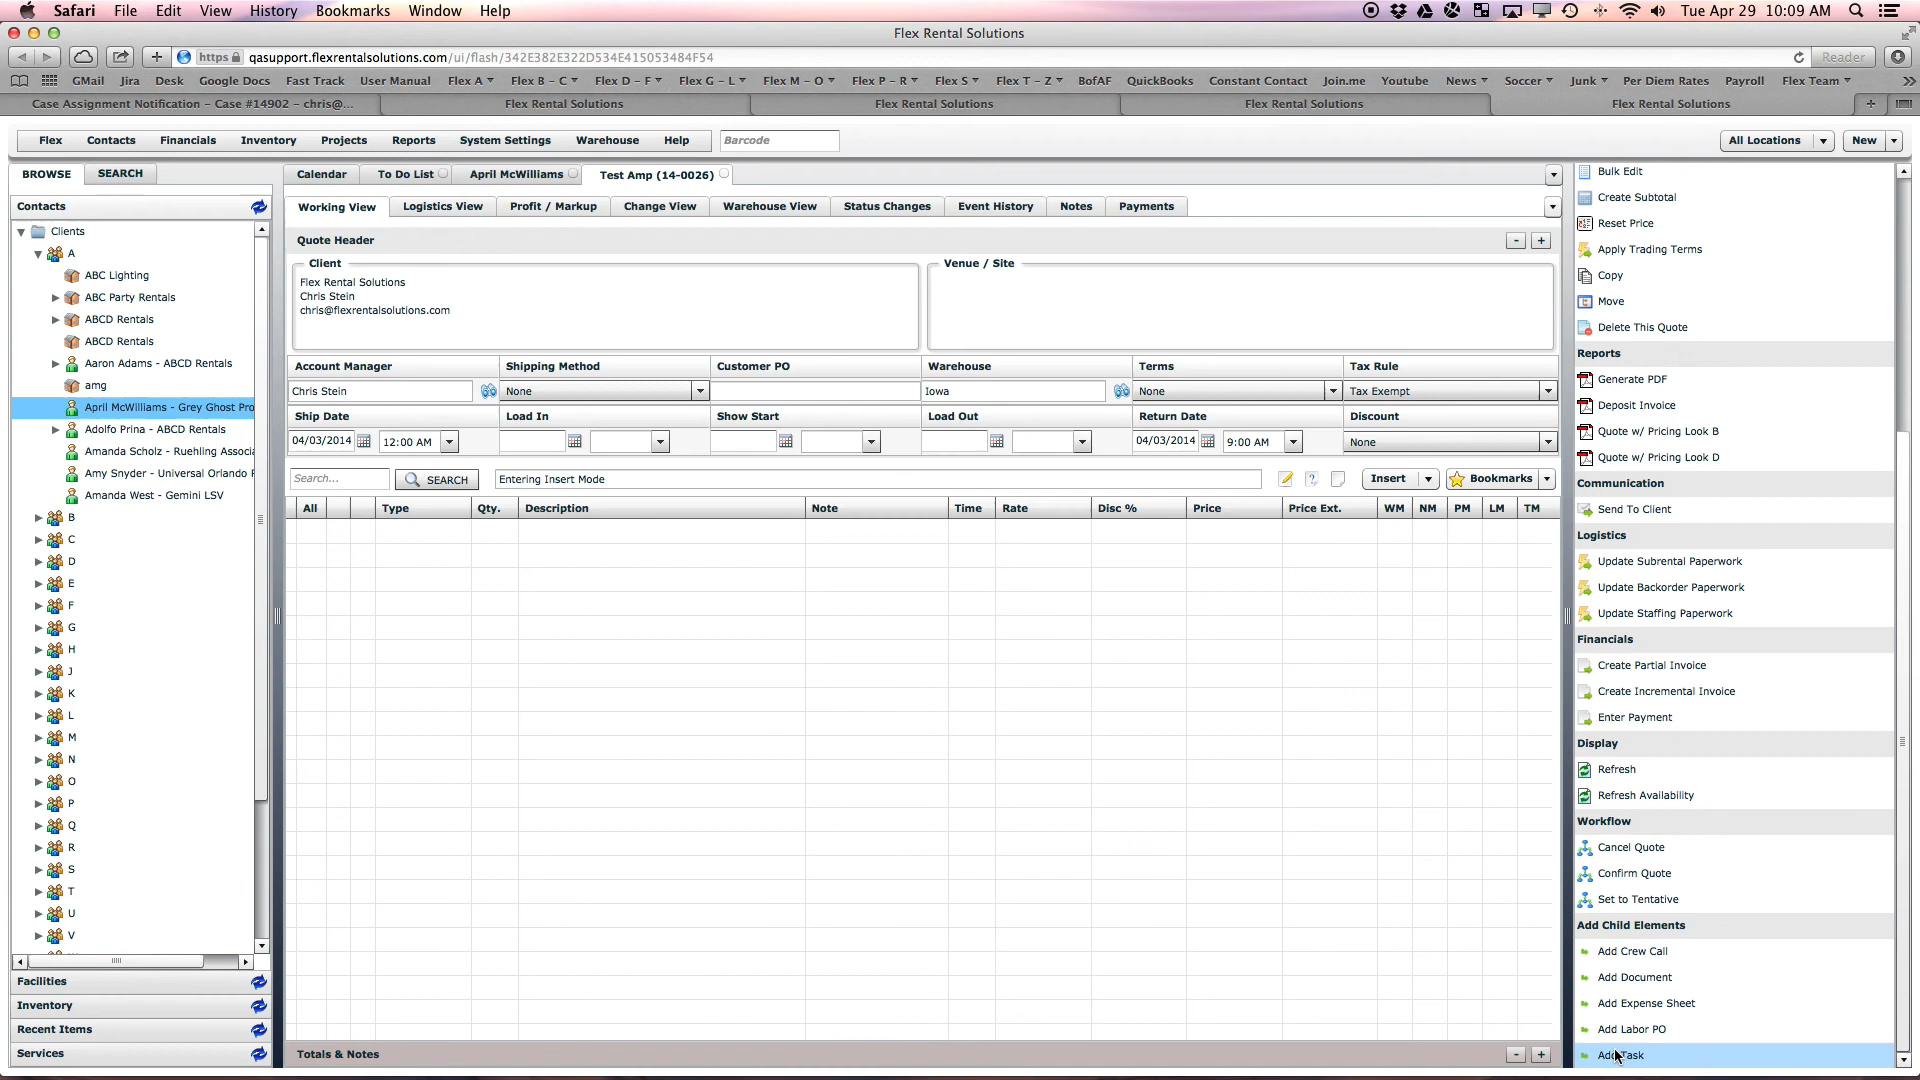 Safari File Edit View History Bookmarks Window Help Tue Apr 29 10:09 AM
Flex Rental Solutions
https qasupport.flexrentalsolutions.com/ui/flash/342E382E322D534E415053484F54 Reader
GMail Jira Desk Google Docs Fast Track User Manual Flex A Flex B – C Flex D – F Flex G – L Flex M – O Flex P – R Flex S Flex T – Z BofAF QuickBooks Constant Contact Join.me Youtube News Soccer Junk Per Diem Rates Payroll Flex Team
Case Assignment Notification – Case #14902 – chris@... Flex Rental Solutions Flex Rental Solutions Flex Rental Solutions Flex Rental Solutions
Flex Contacts Financials Inventory Projects Reports System Settings Warehouse Help Barcode All Locations New
BROWSE SEARCH
Contacts
Clients
A
ABC Lighting
ABC Party Rentals
ABCD Rentals
ABCD Rentals
Aaron Adams - ABCD Rentals
amg
April McWilliams - Grey Ghost Pro
Adolfo Prina - ABCD Rentals
Amanda Scholz - Ruehling Associa
Amy Snyder - Universal Orlando
Amanda West - Gemini LSV
B
C
D
E
F
G
H
J
K
L
M
N
O
P
Q
R
S
T
U
V
Facilities
Inventory
Recent Items
Services
Calendar To Do List April McWilliams Test Amp (14-0026)
Working View Logistics View Profit / Markup Change View Warehouse View Status Changes Event History Notes Payments
Quote Header - +
Client
Flex Rental Solutions
Chris Stein
chris@flexrentalsolutions.com
Venue / Site
Account Manager Shipping Method Customer PO Warehouse Terms Tax Rule
Chris Stein None Iowa None Tax Exempt
Ship Date Load In Show Start Load Out Return Date Discount
04/03/2014 12:00 AM 04/03/2014 9:00 AM None
Search... SEARCH Entering Insert Mode Insert Bookmarks
All Type Qty. Description Note Time Rate Disc % Price Price Ext. WM NM PM LM TM
Totals & Notes - +
Bulk Edit
Create Subtotal
Reset Price
Apply Trading Terms
Copy
Move
Delete This Quote
Reports
Generate PDF
Deposit Invoice
Quote w/ Pricing Look B
Quote w/ Pricing Look D
Communication
Send To Client
Logistics
Update Subrental Paperwork
Update Backorder Paperwork
Update Staffing Paperwork
Financials
Create Partial Invoice
Create Incremental Invoice
Enter Payment
Display
Refresh
Refresh Availability
Workflow
Cancel Quote
Confirm Quote
Set to Tentative
Add Child Elements
Add Crew Call
Add Document
Add Expense Sheet
Add Labor PO
Add Task